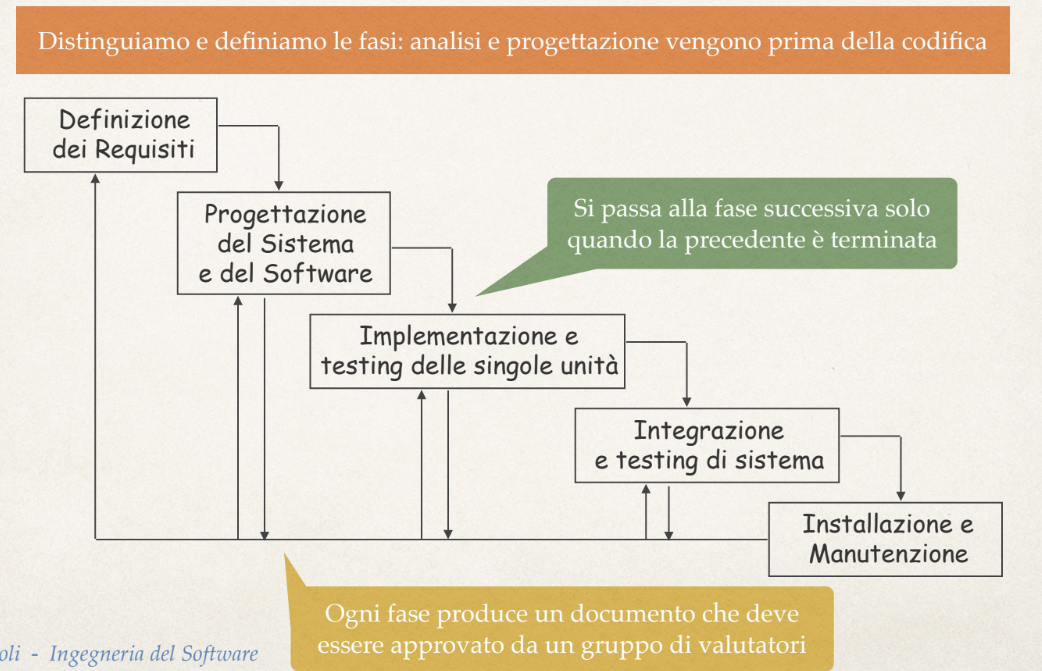 Distinguiamo e definiamo le fasi: analisi e progettazione vengono prima della codifica
Definizione
dei Requisiti
Progettazione
del Sistema
e del Software
Si passa alla fase successiva solo
quando la precedente è terminata
Implementazione e
testing delle singole unità
Integrazione
e testing di sistema
Installazione e
Manutenzione
Ogni fase produce un documento che deve
essere approvato da un gruppo di valutatori
oli - Ingegneria del Software